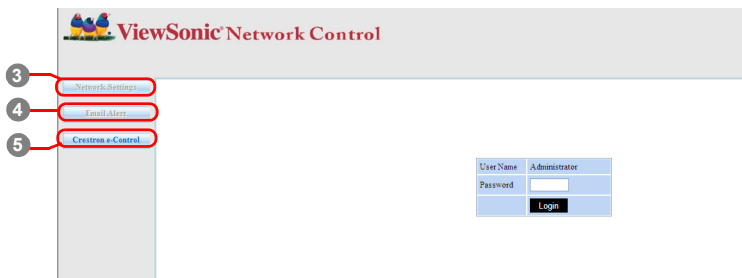 ViewSonic® Network Control
3
Network Settings
4
Email Alert
5
Crestron e-Control
User Name Administrator
Password
Login